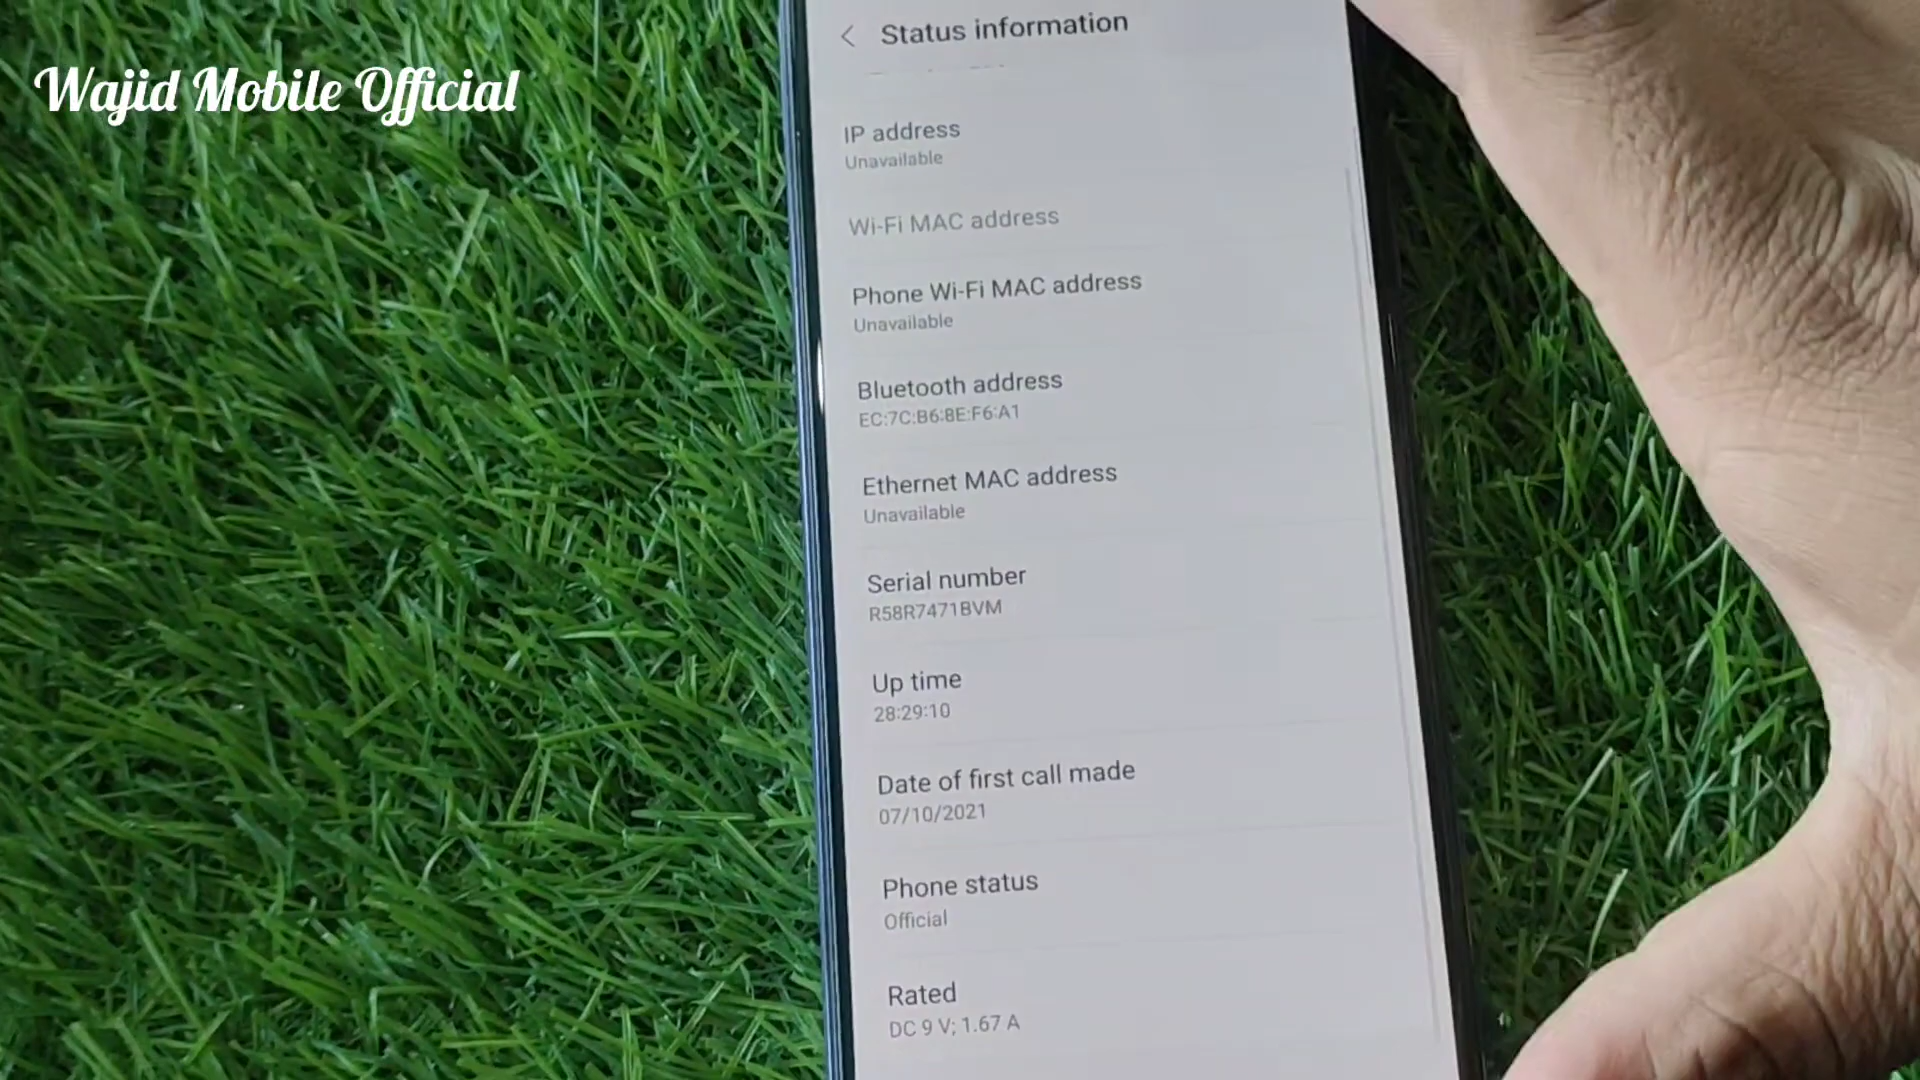 Wajid Mobile Official
Status information
IP address
Unavailable
Wi-Fi MAC address
Phone Wi-Fi MAC address
Unavailable
Bluetooth address
EC:7C:B6:8E:F6:A1
Ethernet MAC address
Unavailable
Serial number
R58R7471BVM
Up time
28:29:10
Date of first call made
07/10/2021
Phone status
Official
Rated
DC 9 V; 1.67 A